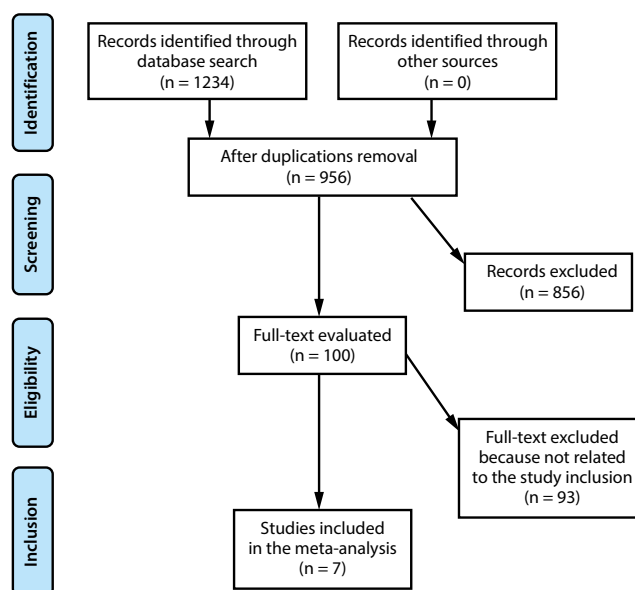 Identification
Records identified through
database search
(n = 1234)
Records identified through
other sources
(n = 0)
After duplications removal
(n = 956)
Screening
Records excluded
(n = 856)
Eligibility
Full-text evaluated
(n = 100)
Full-text excluded
because not related
to the study inclusion
(n = 93)
Inclusion
Studies included
in the meta-analysis
(n = 7)